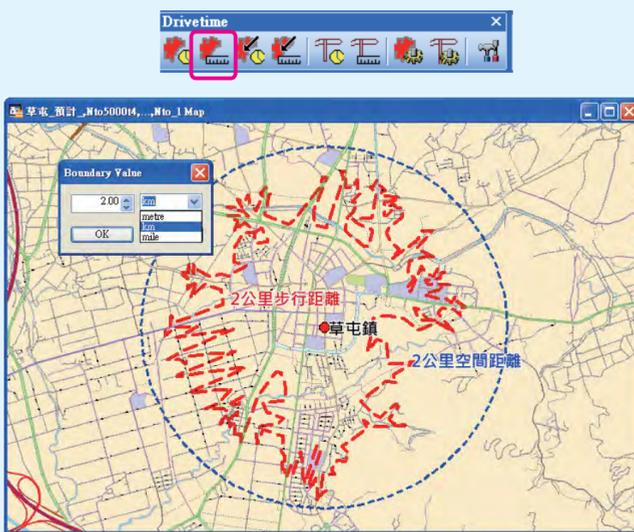 Drivetime
草屯_預計_,Nto500014,...,Nto_1 Map
Boundary Value
2.00 km
metre
km
OK
mile
2公里步行距離
草屯鎮
2公里空間距離